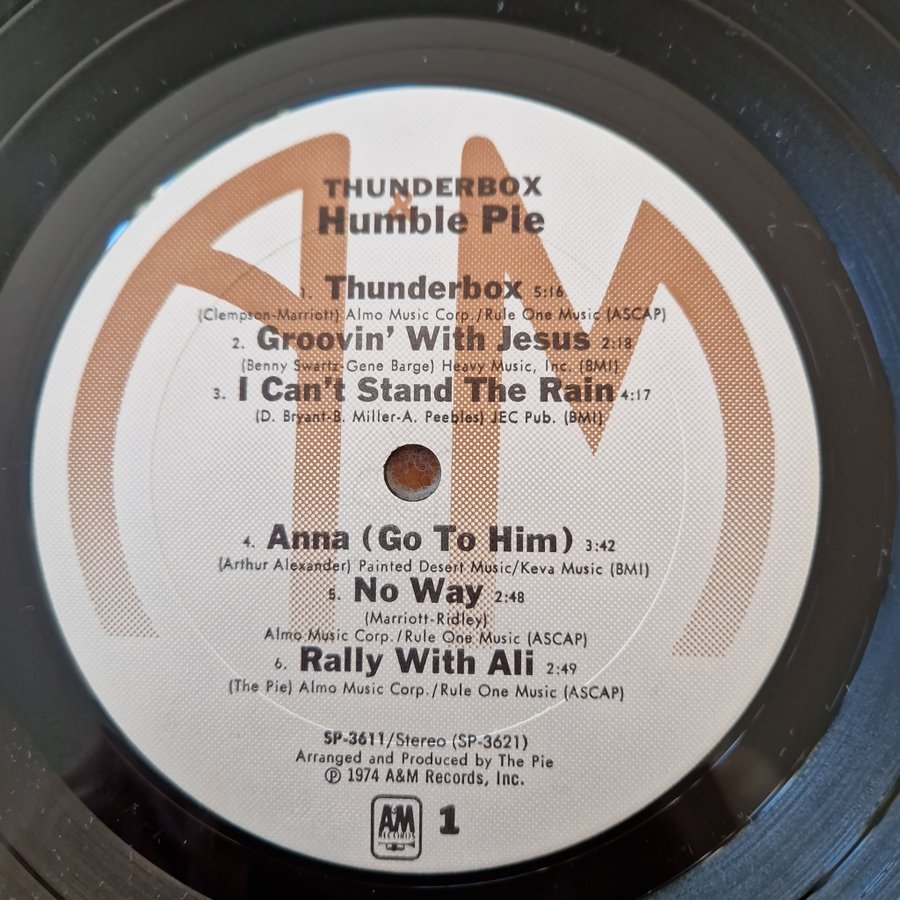 THUNDERBOX
&
Humble Pie
1. Thunderbox 5:16
(Clempson-Marriott) Almo Music Corp./Rule One Music (ASCAP)
2. Groovin' With Jesus 2:18
(Benny Swartz-Gene Barge) Heavy Music, Inc. (BMI)
3. I Can't Stand The Rain 4:17
(D. Bryant-B. Miller-A. Peebles) JEC Pub. (BMI)
4. Anna (Go To Him) 3:42
(Arthur Alexander) Painted Desert Music/Keva Music (BMI)
5. No Way 2:48
(Marriott-Ridley)
Almo Music Corp./Rule One Music (ASCAP)
6. Rally With Ali 2:49
(The Pie) Almo Music Corp./Rule One Music (ASCAP)
SP-3611/Stereo (SP-3621)
Arranged and Produced by The Pie
℗ 1974 A&M Records, Inc.
A&M RECORDS 1